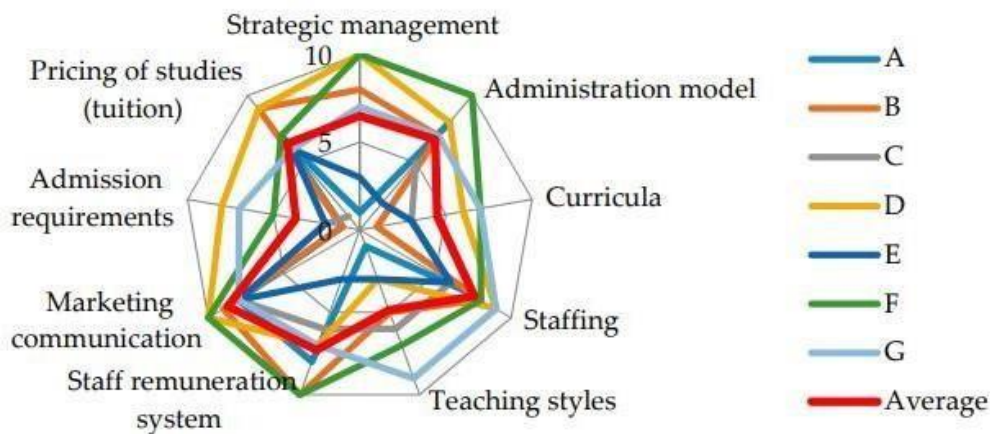 Strategic management
10
Pricing of studies
(tuition)
Administration model
5
Admission
requirements
Curricula
0
Marketing
communication
Staffing
Staff remuneration
system
Teaching styles
A
B
C
D
E
F
G
Average